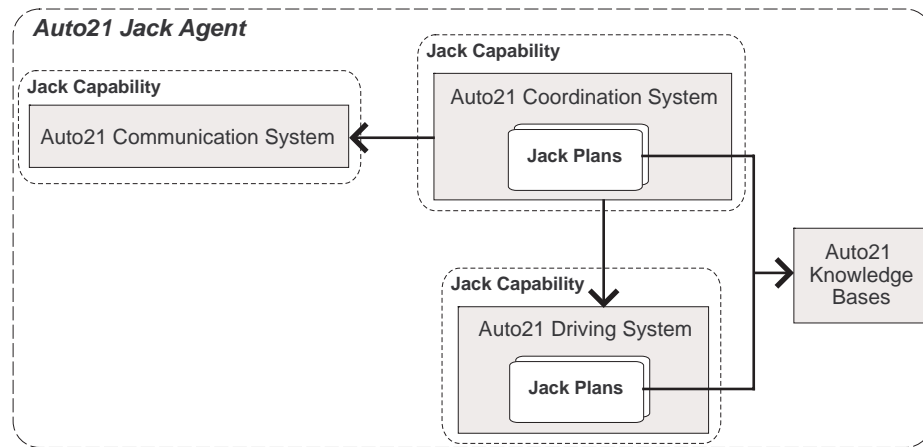 Auto21 Jack Agent
Jack Capability
Auto21 Communication System
Jack Capability
Auto21 Coordination System
Jack Plans
Jack Capability
Auto21 Driving System
Jack Plans
Auto21
Knowledge
Bases